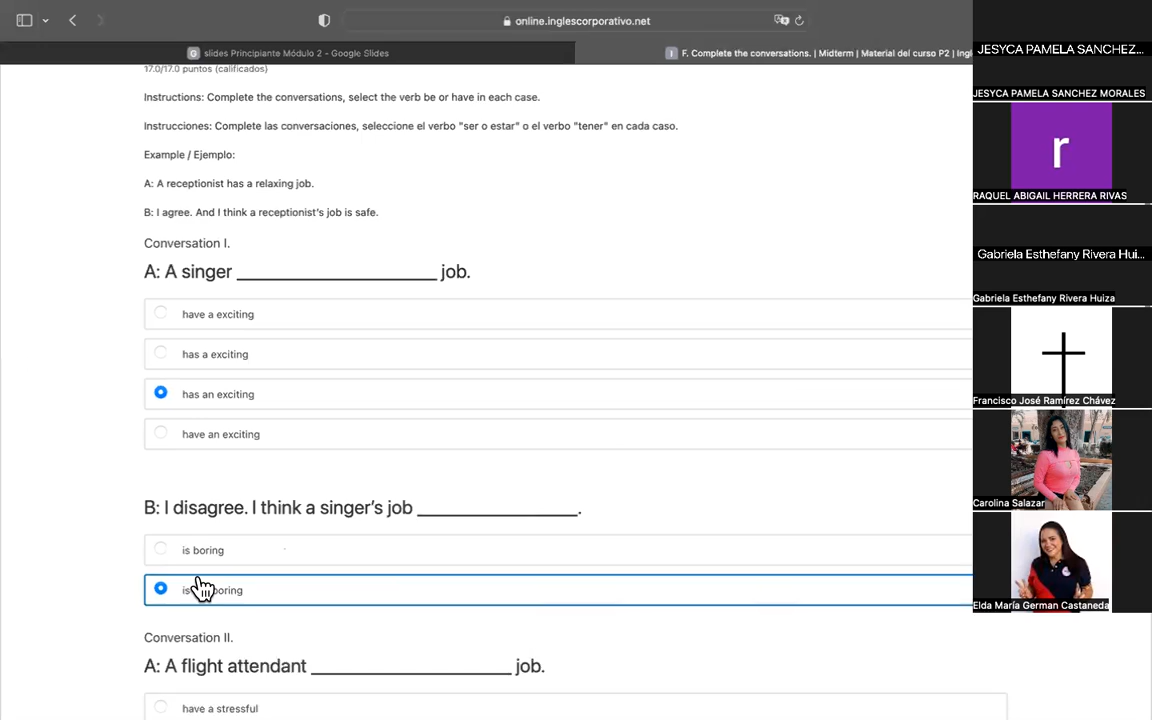 online.inglescorporativo.net
slides Principiante Módulo 2 - Google Slides
F. Complete the conversations. | Midterm | Material del curso P2 | Ingl
17.0/17.0 puntos (calificados)
Instructions: Complete the conversations, select the verb be or have in each case.
Instrucciones: Complete las conversaciones, seleccione el verbo "ser o estar" o el verbo "tener" en cada caso.
Example / Ejemplo:
A: A receptionist has a relaxing job.
B: I agree. And I think a receptionist's job is safe.
Conversation I.
A: A singer ____________________ job.
have a exciting
has a exciting
has an exciting
have an exciting
B: I disagree. I think a singer's job ________________.
is boring
boring
Conversation II.
A: A flight attendant ____________________ job.
have a stressful
JESYCA PAMELA SANCHEZ...
JESYCA PAMELA SANCHEZ MORALES
r
RAQUEL ABIGAIL HERRERA RIVAS
Gabriela Esthefany Rivera Hui...
Gabriela Esthefany Rivera Huiza
Francisco José Ramírez Chávez
Carolina Salazar
Elda María German Castaneda